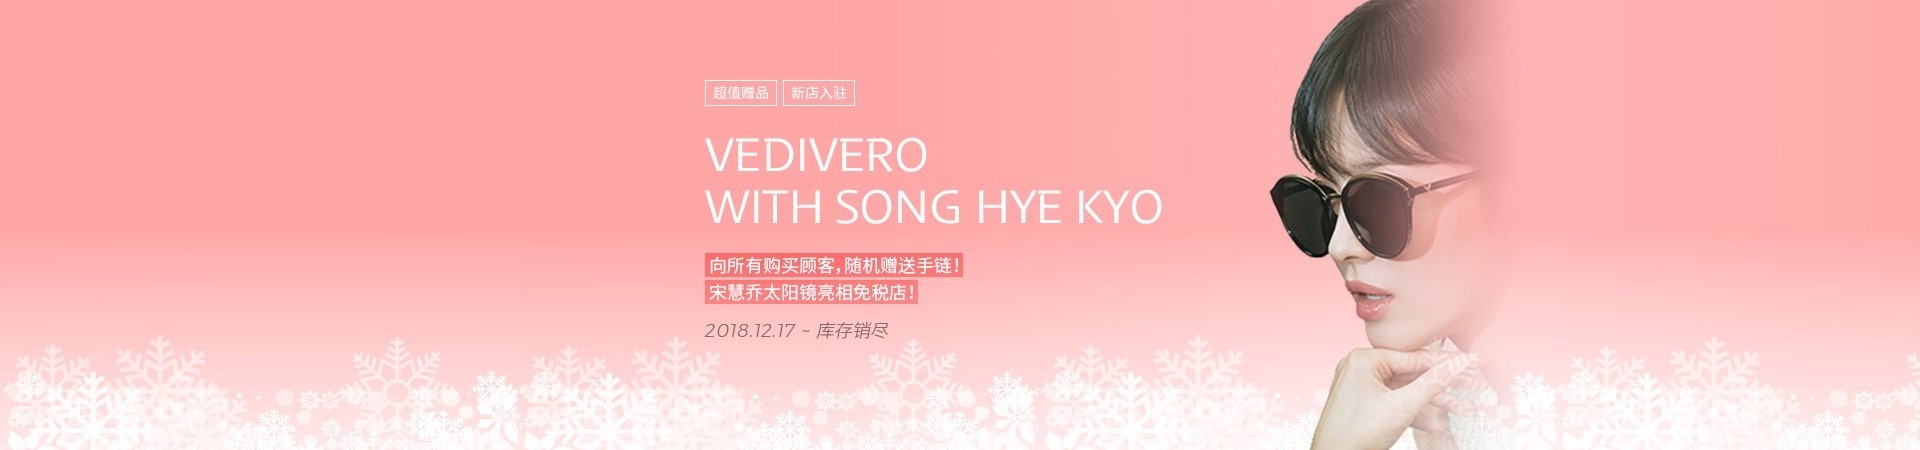 超值赠品 新店入驻
VEDIVERO
WITH SONG HYE KYO
向所有购买顾客，随机赠送手链！
宋慧乔太阳镜亮相免税店！
2018.12.17 ~ 库存销尽